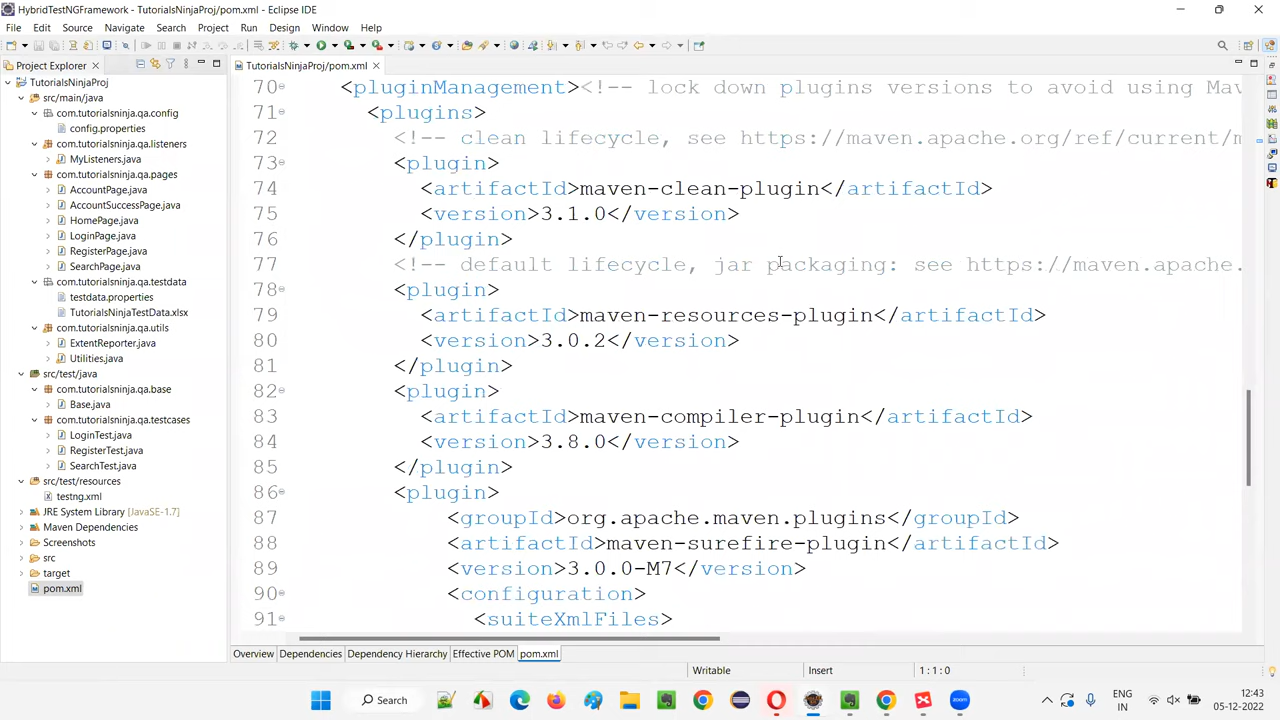 HybridTestNGFramework - TutorialsNinjaProj/pom.xml - Eclipse IDE
File Edit Source Navigate Search Project Design Run Window Help
Project Explorer
TutorialsNinjaProj
src/main/java
com.tutorialsninja.qa.config
config.properties
com.tutorialsninja.qa.listeners
MyListeners.java
com.tutorialsninja.qa.pages
AccountPage.java
AccountSuccessPage.java
HomePage.java
LoginPage.java
RegisterPage.java
SearchPage.java
com.tutorialsninja.qa.testdata
testdata.properties
TutorialsNinjaTestData.xlsx
com.tutorialsninja.qa.utils
ExtentReporter.java
Utilities.java
src/test/java
com.tutorialsninja.qa.base
Base.java
com.tutorialsninja.qa.testcases
LoginTest.java
RegisterTest.java
SearchTest.java
src/test/resources
testng.xml
JRE System Library [JavaSE-1.7]
Maven Dependencies
Screenshots
src
target
pom.xml
TutorialsNinjaProj/pom.xml
70 <pluginManagement><!-- lock down plugins versions to avoid using Mav
71 <plugins>
72 <!-- clean lifecycle, see https://maven.apache.org/ref/current/m
73 <plugin>
74 <artifactId>maven-clean-plugin</artifactId>
75 <version>3.1.0</version>
76 </plugin>
77 <!-- default lifecycle, jar packaging: see https://maven.apache.
78 <plugin>
79 <artifactId>maven-resources-plugin</artifactId>
80 <version>3.0.2</version>
81 </plugin>
82 <plugin>
83 <artifactId>maven-compiler-plugin</artifactId>
84 <version>3.8.0</version>
85 </plugin>
86 <plugin>
87 <groupId>org.apache.maven.plugins</groupId>
88 <artifactId>maven-surefire-plugin</artifactId>
89 <version>3.0.0-M7</version>
90 <configuration>
91 <suiteXmlFiles>
Overview Dependencies Dependency Hierarchy Effective POM pom.xml
Writable Insert 1 : 1 : 0
Search
ENG
IN
12:43
05-12-2022